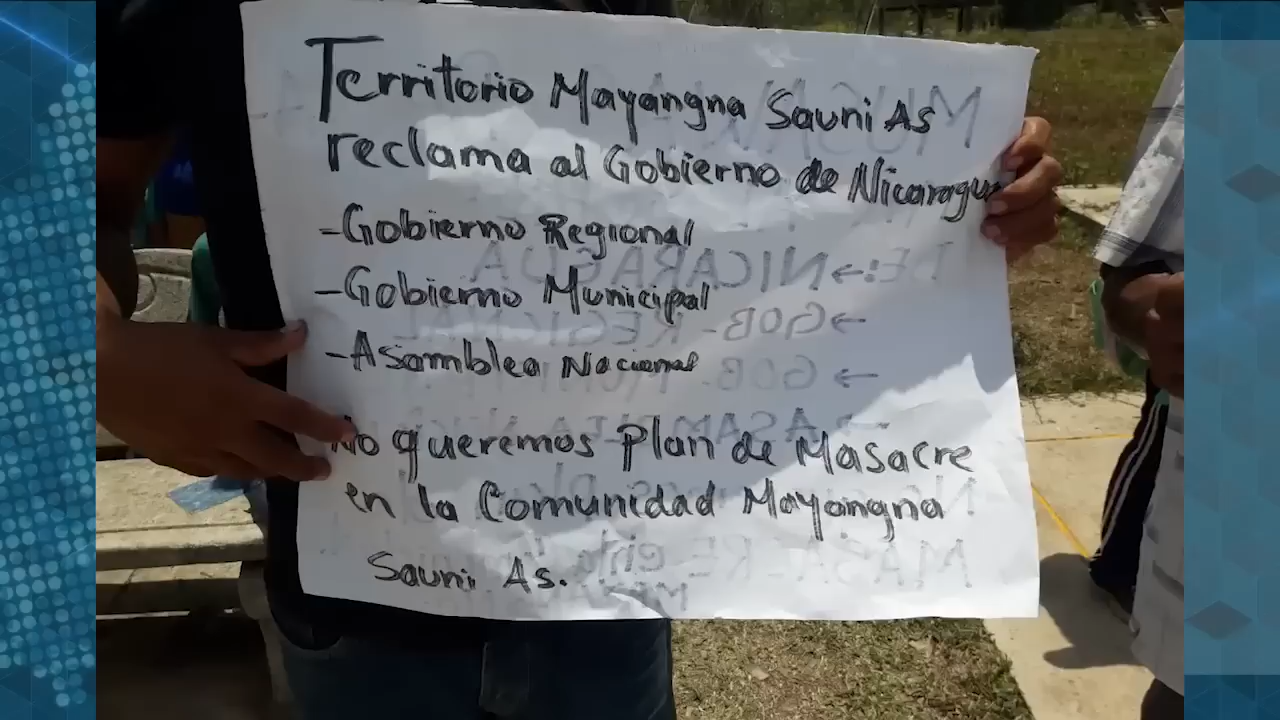 Territorio Mayangna Sauni As
reclama al Gobierno de Nicaragua
-Gobierno Regional
-Gobierno Municipal
-Asamblea Nacional
No queremos Plan de Masacre
en la Comunidad Mayangna
Sauni As.